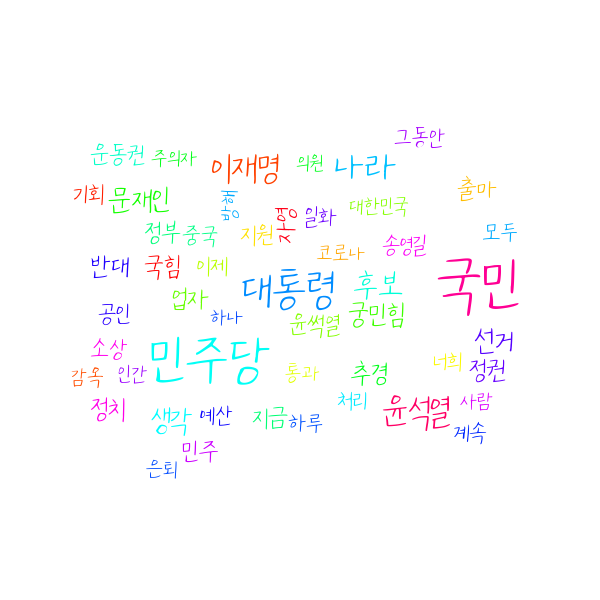 그동안
운동권 주의자 이재명 의원 나라
기회 문재인 방해 출마
자영 일화 대한민국
정부 중국 지원 모두
코로나 송영길
반대 국힘 이제
대통령 후보 국민
업자
공인 하나 윤썩열 궁민힘
선거
소상 민주당
감옥 인간 통과 추경 너희 정권
정치 생각 예산 지금 하루 처리 윤석열 사람
계속
민주
은퇴